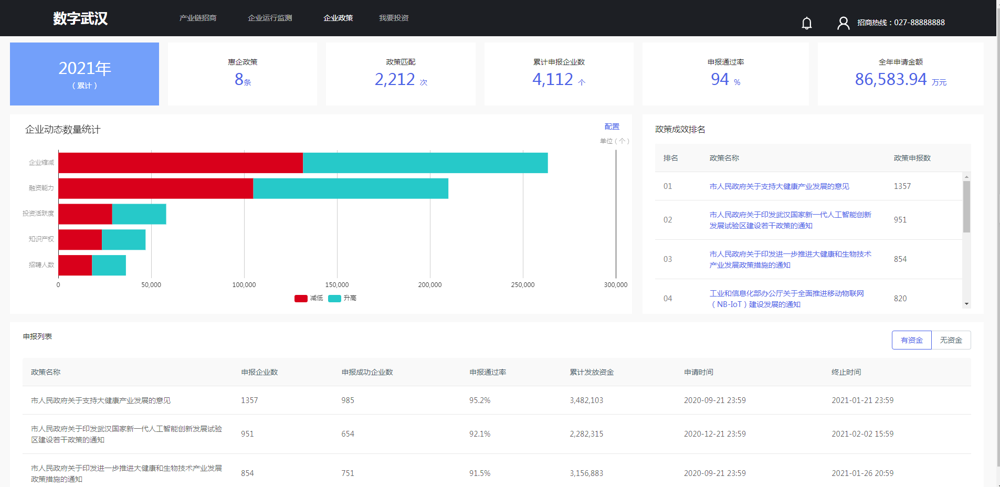 数字武汉
产业链招商 企业运行监测 企业政策 我要投资
招商热线：027-88888888
2021年
（累计）
惠企政策
8条
政策匹配
2,212 次
累计申报企业数
4,112 个
申报通过率
94 %
全年申请金额
86,583.94 万元
企业动态数量统计
配置
单位（个）
企业缩减
融资能力
投资活跃度
知识产权
招聘人数
0 50,000 100,000 150,000 200,000 250,000 300,000
减低 升高
政策成效排名
排名 政策名称 政策申报数
01 市人民政府关于支持大健康产业发展的意见 1357
02 市人民政府关于印发武汉国家新一代人工智能创新
发展试验区建设若干政策的通知 951
03 市人民政府关于印发进一步推进大健康和生物技术
产业发展政策措施的通知 854
04 工业和信息化部办公厅关于全面推进移动物联网
（NB-IoT）建设发展的通知 820
申报列表
有资金 无资金
政策名称 申报企业数 申报成功企业数 申报通过率 累计发放资金 申请时间 终止时间
市人民政府关于支持大健康产业发展的意见 1357 985 95.2% 3,482,103 2020-09-21 23:59 2021-01-21 23:59
市人民政府关于印发武汉国家新一代人工智能创新发展试验
区建设若干政策的通知 951 654 92.1% 2,282,315 2020-12-21 23:59 2021-02-02 15:59
市人民政府关于印发进一步推进大健康和生物技术产业发展
政策措施的通知 854 751 91.5% 3,156,883 2020-09-21 23:59 2021-01-26 20:59